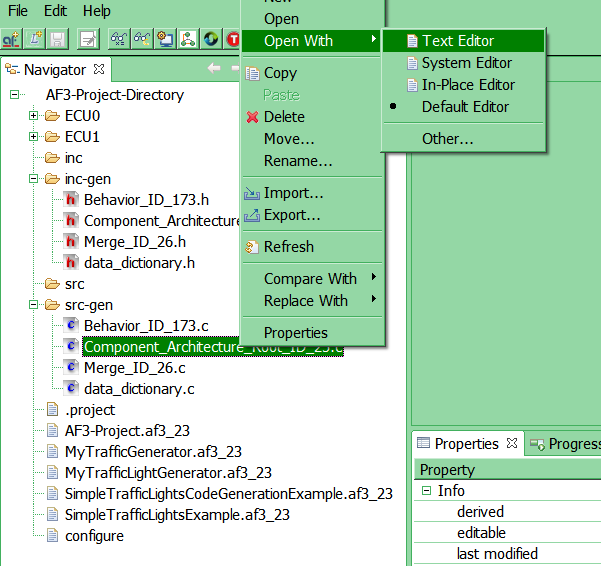 File Edit Help
New
Open
Open With
Text Editor
System Editor
In-Place Editor
Default Editor
Other...
Copy
Paste
Delete
Move...
Rename...
Import...
Export...
Refresh
Compare With
Replace With
Properties
Navigator
AF3-Project-Directory
ECU0
ECU1
inc
inc-gen
Behavior_ID_173.h
Component_Architecture
Merge_ID_26.h
data_dictionary.h
src
src-gen
Behavior_ID_173.c
Component_Architecture_Root_ID_23.c
Merge_ID_26.c
data_dictionary.c
.project
AF3-Project.af3_23
MyTrafficGenerator.af3_23
MyTrafficLightGenerator.af3_23
SimpleTrafficLightsCodeGenerationExample.af3_23
SimpleTrafficLightsExample.af3_23
configure
Properties
Progress
Property
Info
derived
editable
last modified